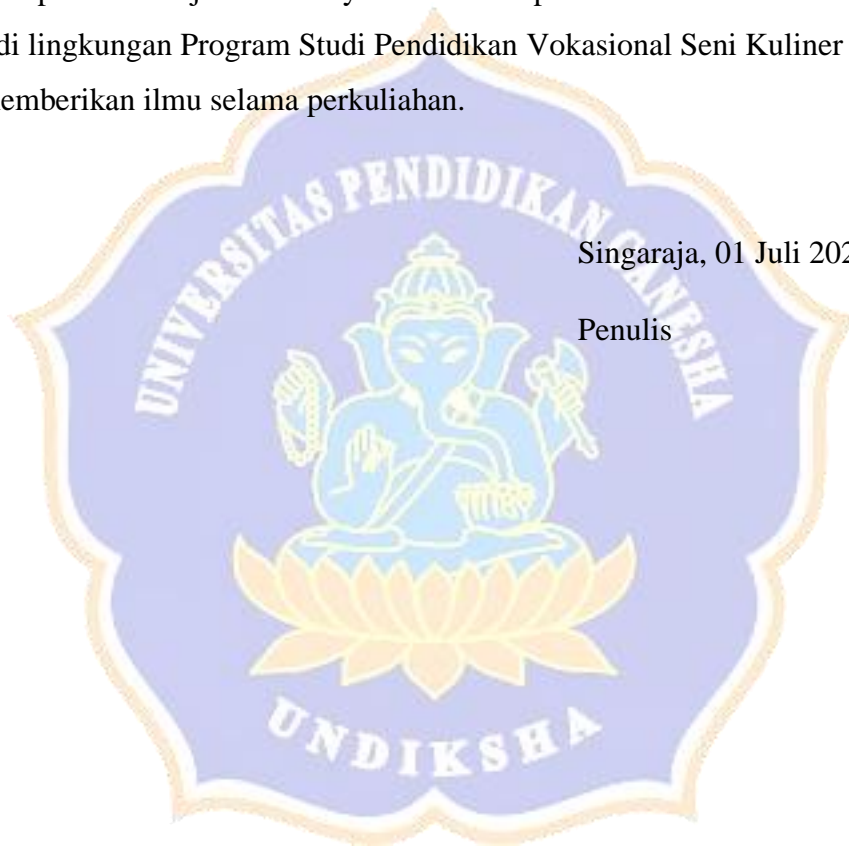 di lingkungan Program Studi Pendidikan Vokasional Seni Kuliner
memberikan ilmu selama perkuliahan.
UNIVERSITAS PENDIDIKAN GANESHA
Singaraja, 01 Juli
Penulis
UNDIKSHA